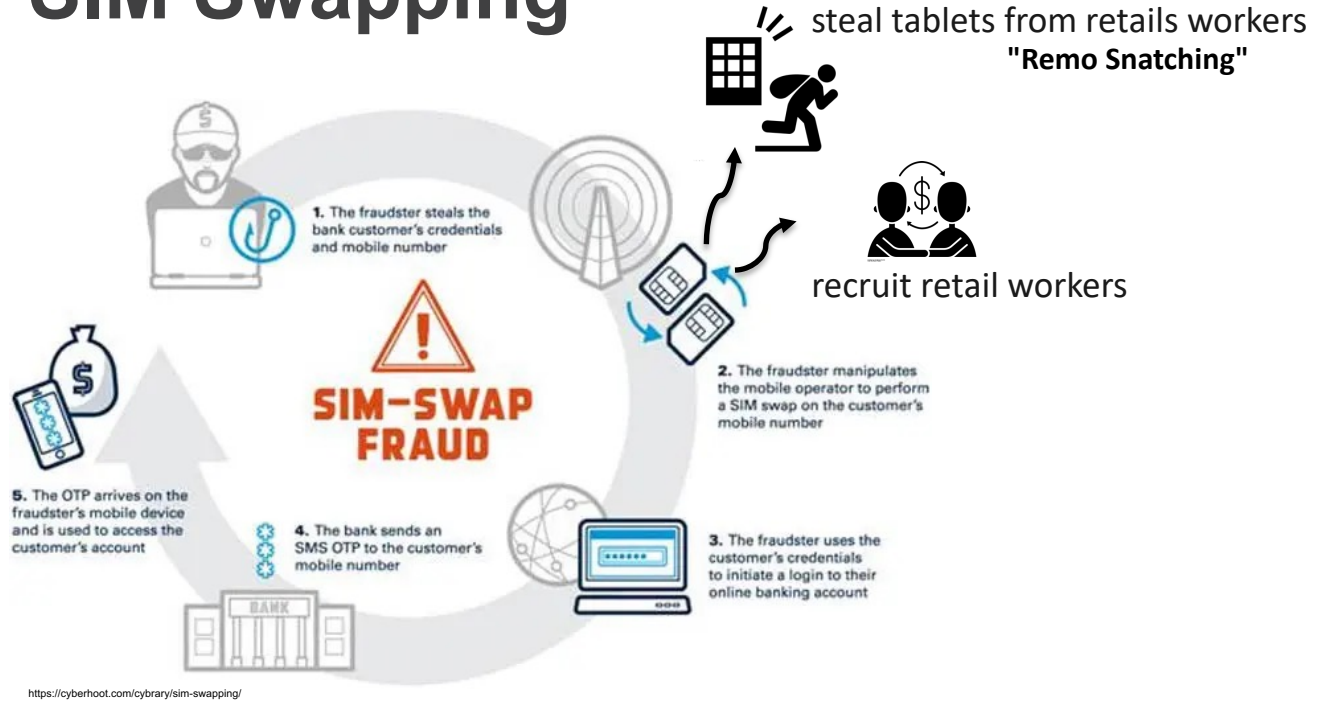 SIM Swapping
steal tablets from retails workers
"Remo Snatching"
recruit retail workers
$
$
1. The fraudster steals the
bank customer's credentials
and mobile number
SIM-SWAP
FRAUD
2. The fraudster manipulates
the mobile operator to perform
a SIM swap on the customer's
mobile number
3. The fraudster uses the
customer's credentials
to initiate a login to their
online banking account
4. The bank sends an
SMS OTP to the customer's
mobile number
BANK
$
5. The OTP arrives on the
fraudster's mobile device
and is used to access the
customer's account
https://cyberhoot.com/cybrary/sim-swapping/